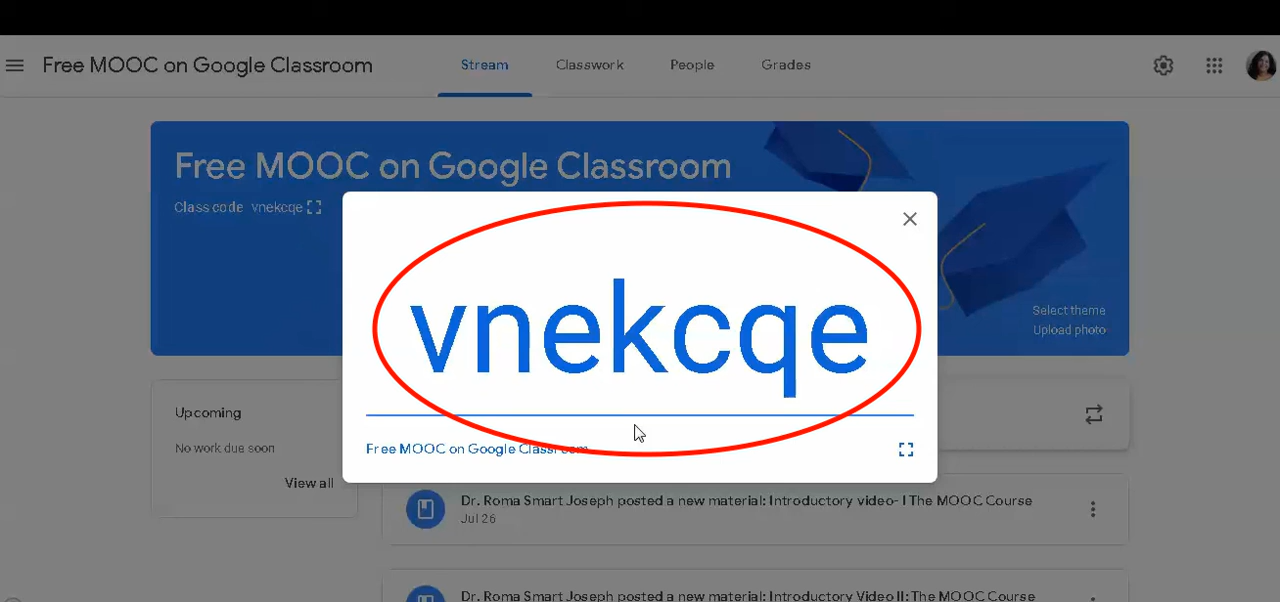 Free MOOC on Google Classroom
Stream
Classwork
People
Grades
Free MOOC on Google Classroom
Class code vnekcqe
Select theme
Upload photo
vnekcqe
Free MOOC on Google Classroom
Upcoming
No work due soon
View all
Dr. Roma Smart Joseph posted a new material: Introductory video- I The MOOC Course
Jul 26
Dr. Roma Smart Joseph posted a new material: Introductory Video II: The MOOC Course